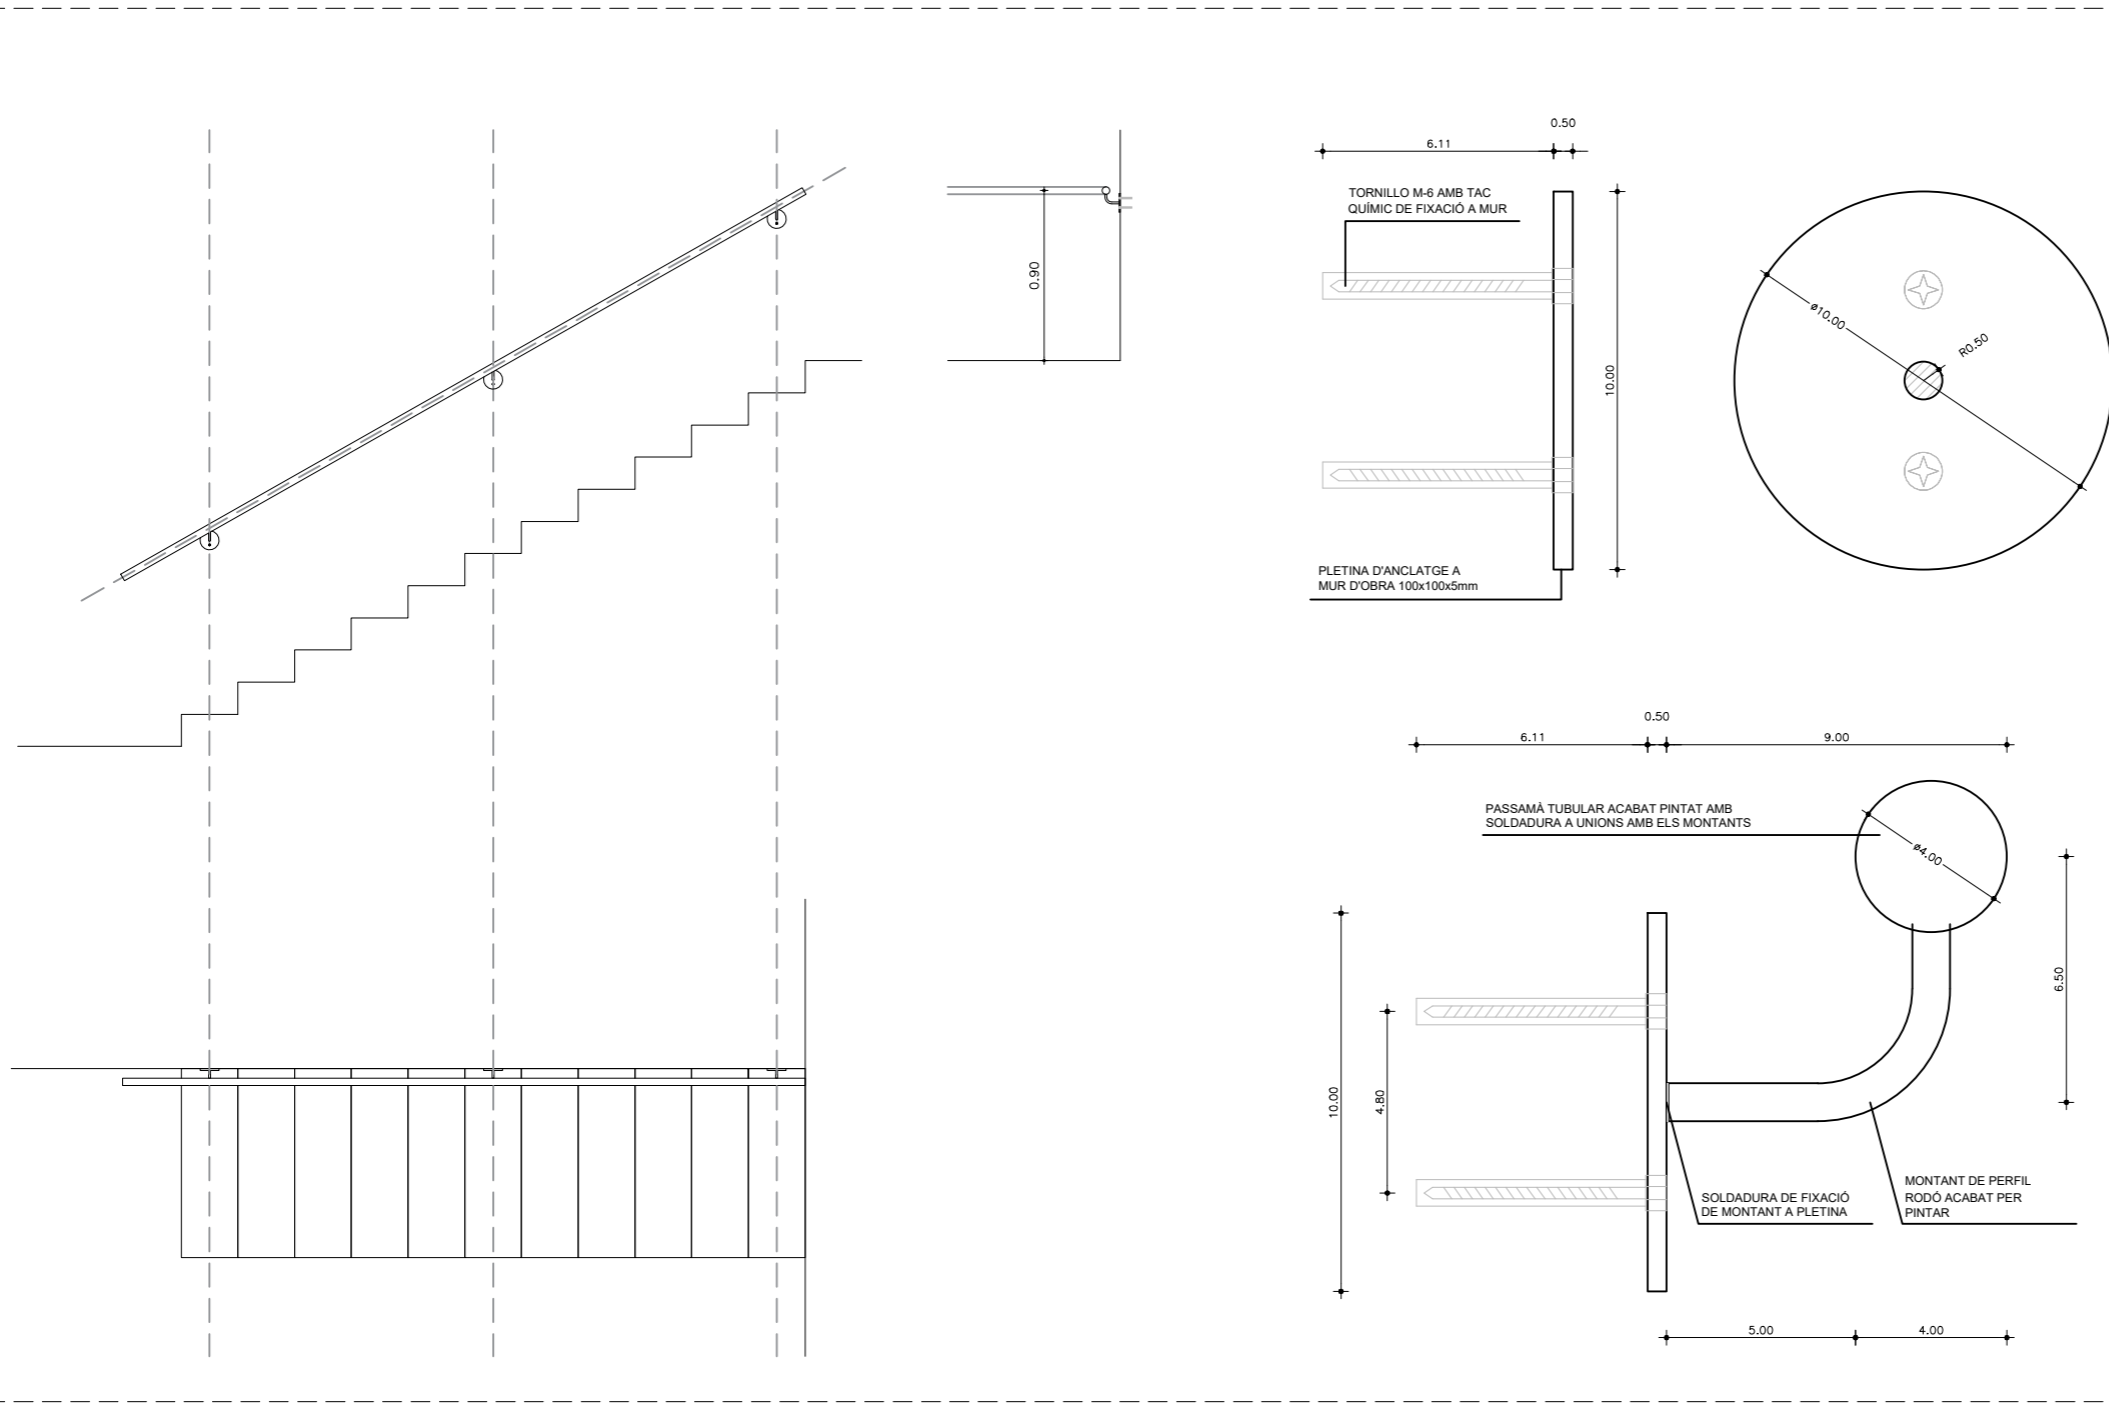 0.50
6.11
TORNILLO M-6 AMB TAC
QUÍMIC DE FIXACIÓ A MUR
0.90
10.00
ø10.00
R0.50
PLETINA D'ANCLATGE A
MUR D'OBRA 100x100x5mm
0.50
6.11
9.00
PASSAMÀ TUBULAR ACABAT PINTAT AMB
SOLDADURA A UNIONS AMB ELS MONTANTS
ø4.00
6.50
10.00
4.80
SOLDADURA DE FIXACIÓ
DE MONTANT A PLETINA
MONTANT DE PERFIL
RODÓ ACABAT PER
PINTAR
5.00
4.00